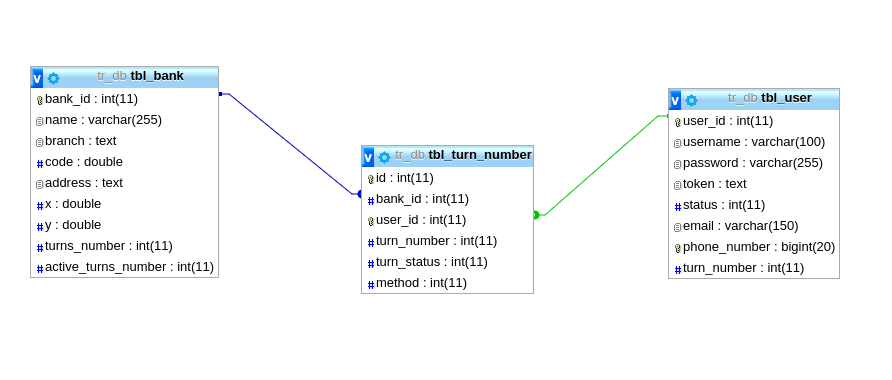 v tr_db tbl_bank
bank_id : int(11)
name : varchar(255)
branch : text
code : double
address : text
x : double
y : double
turns_number : int(11)
active_turns_number : int(11)
v tr_db tbl_turn_number
id : int(11)
bank_id : int(11)
user_id : int(11)
turn_number : int(11)
turn_status : int(11)
method : int(11)
v tr_db tbl_user
user_id : int(11)
username : varchar(100)
password : varchar(255)
token : text
status : int(11)
email : varchar(150)
phone_number : bigint(20)
turn_number : int(11)